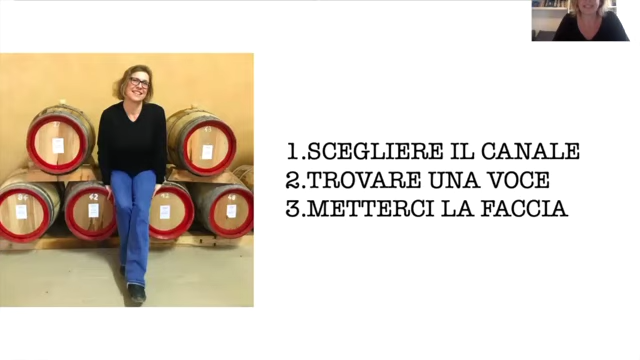 1.SCEGLIERE IL CANALE
2.TROVARE UNA VOCE
3.METTERCI LA FACCIA